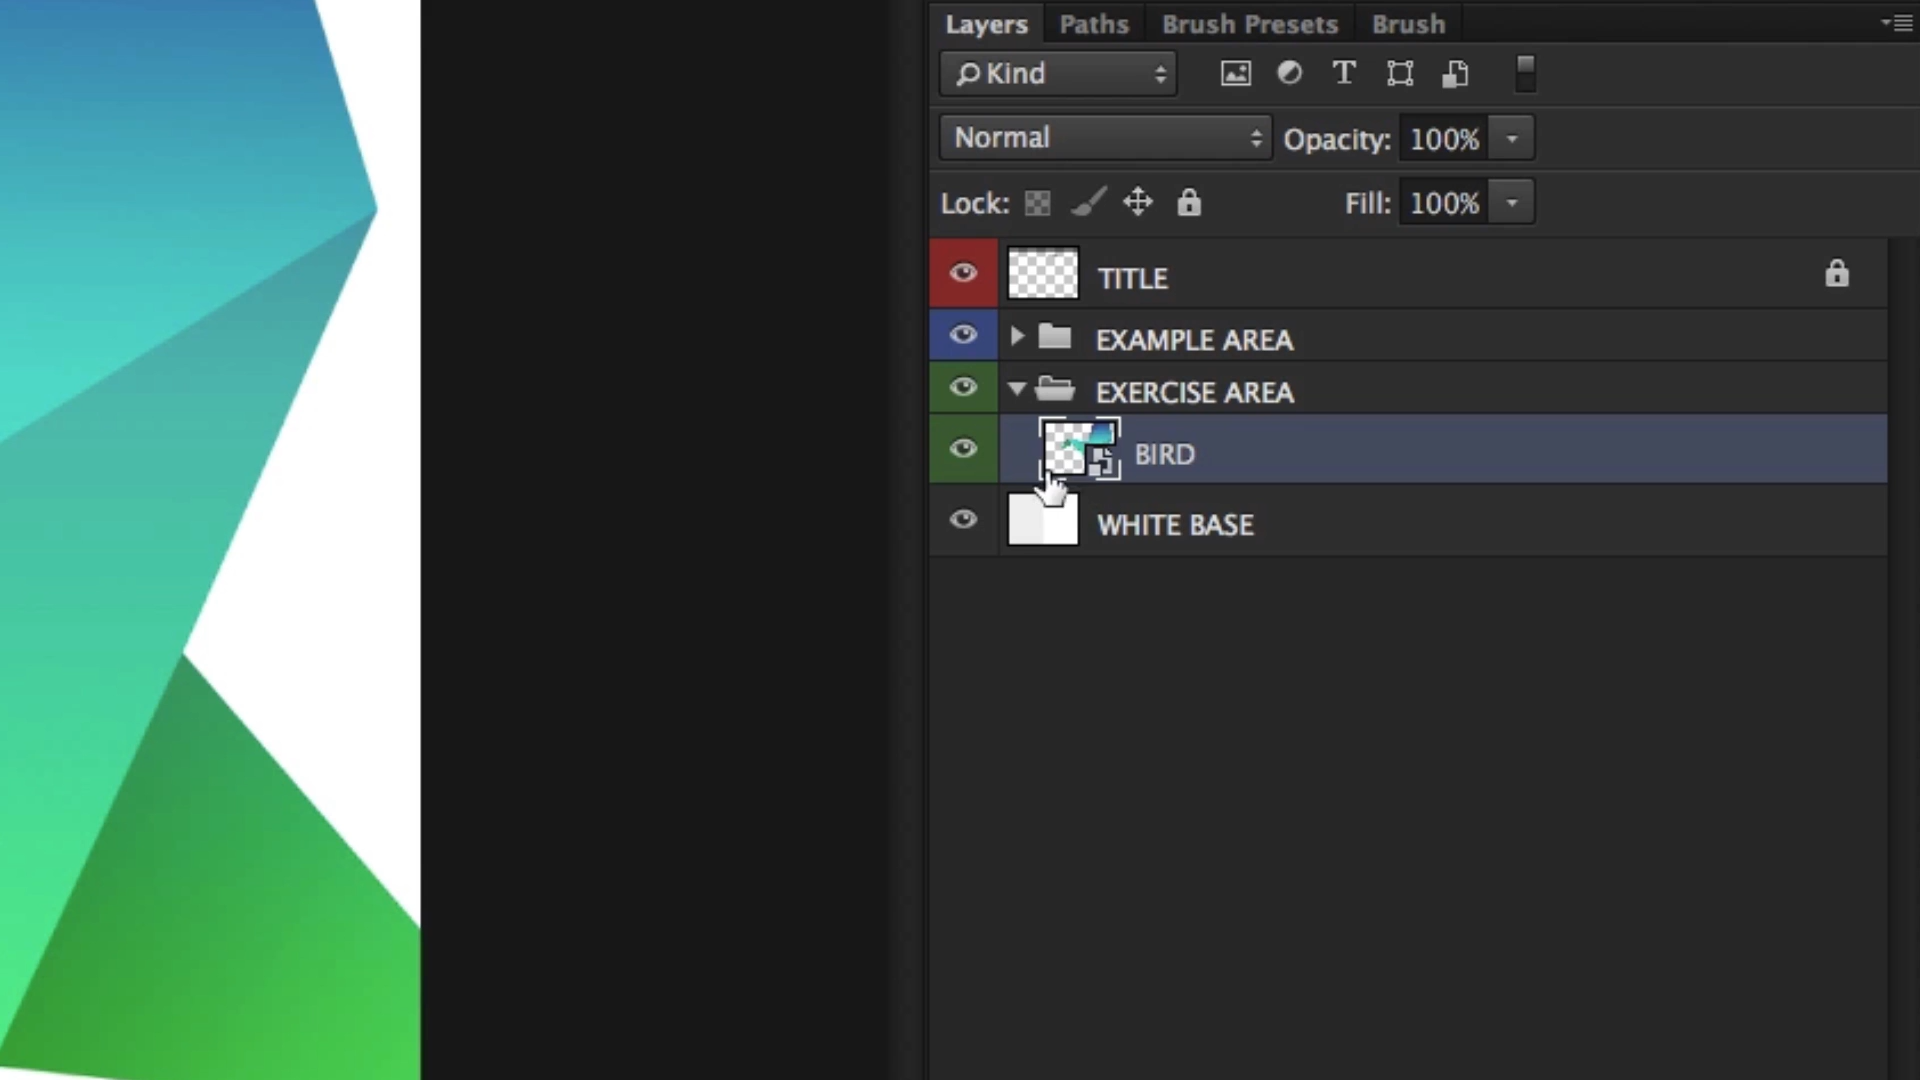 Layers Paths Brush Presets Brush
Kind T
Normal Opacity: 100%
Lock: Fill: 100%
TITLE
EXAMPLE AREA
EXERCISE AREA
BIRD
WHITE BASE